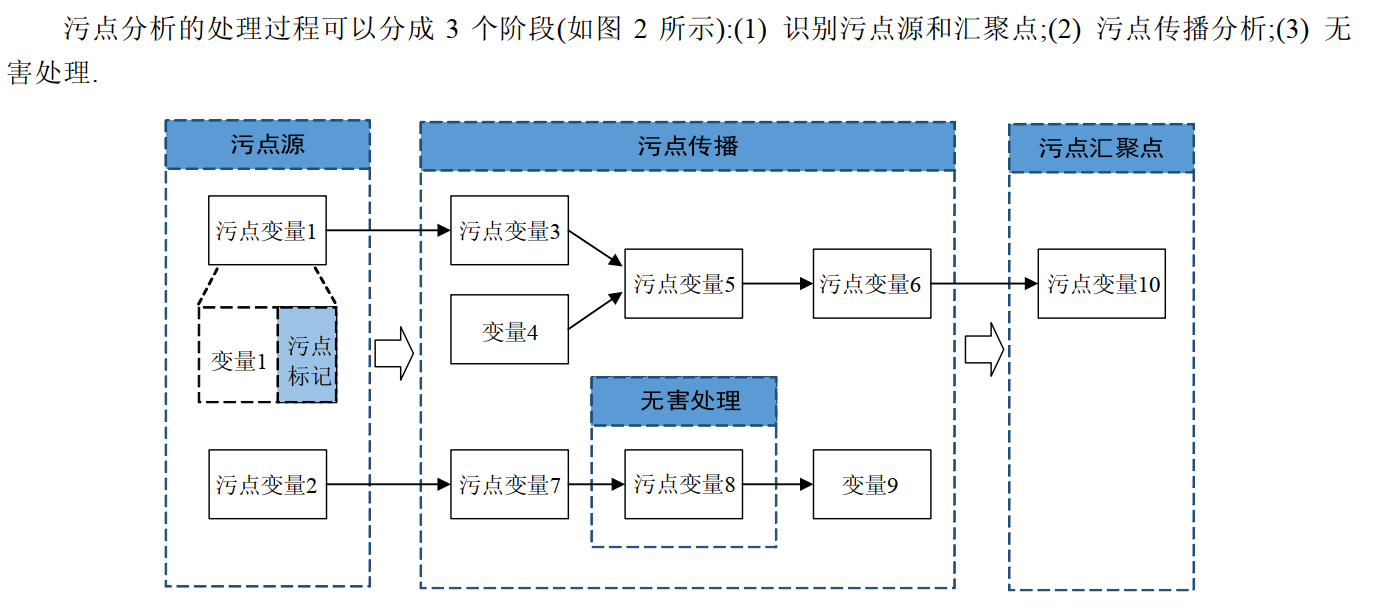 污点分析的处理过程可以分成 3 个阶段(如图 2 所示):(1) 识别污点源和汇聚点;(2) 污点传播分析;(3) 无
害处理.
污点源
污点传播
污点汇聚点
污点变量1
污点变量3
变量4
污点变量5
污点变量6
污点变量10
变量1
污点
标记
无害处理
污点变量2
污点变量7
污点变量8
变量9